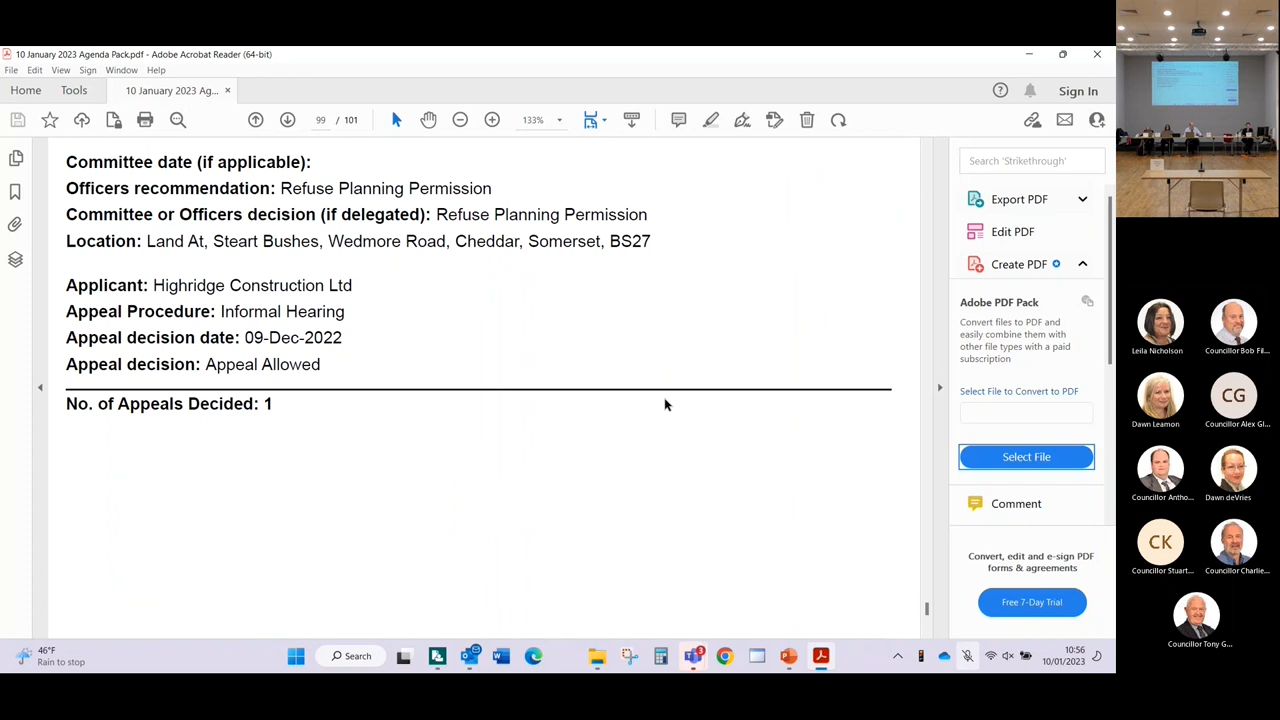 10 January 2023 Agenda Pack.pdf - Adobe Acrobat Reader (64-bit)
File Edit View Sign Window Help
Home Tools 10 January 2023 Ag... × Sign In
99 / 101 133%
Committee date (if applicable):
Officers recommendation: Refuse Planning Permission
Committee or Officers decision (if delegated): Refuse Planning Permission
Location: Land At, Steart Bushes, Wedmore Road, Cheddar, Somerset, BS27
Applicant: Highridge Construction Ltd
Appeal Procedure: Informal Hearing
Appeal decision date: 09-Dec-2022
Appeal decision: Appeal Allowed
No. of Appeals Decided: 1
Search 'Strikethrough'
Export PDF
Edit PDF
Create PDF
Adobe PDF Pack
Convert files to PDF and
easily combine them with
other file types with a paid
subscription
Select File to Convert to PDF
Select File
Comment
Convert, edit and e-sign PDF
forms & agreements
Free 7-Day Trial
46°F
Rain to stop
Search
3
10:56
10/01/2023
Leila Nicholson
Councillor Bob Fil...
Dawn Leamon
CG
Councillor Alex Gl...
Councillor Antho...
Dawn deVries
CK
Councillor Stuart...
Councillor Charlie...
Councillor Tony G...